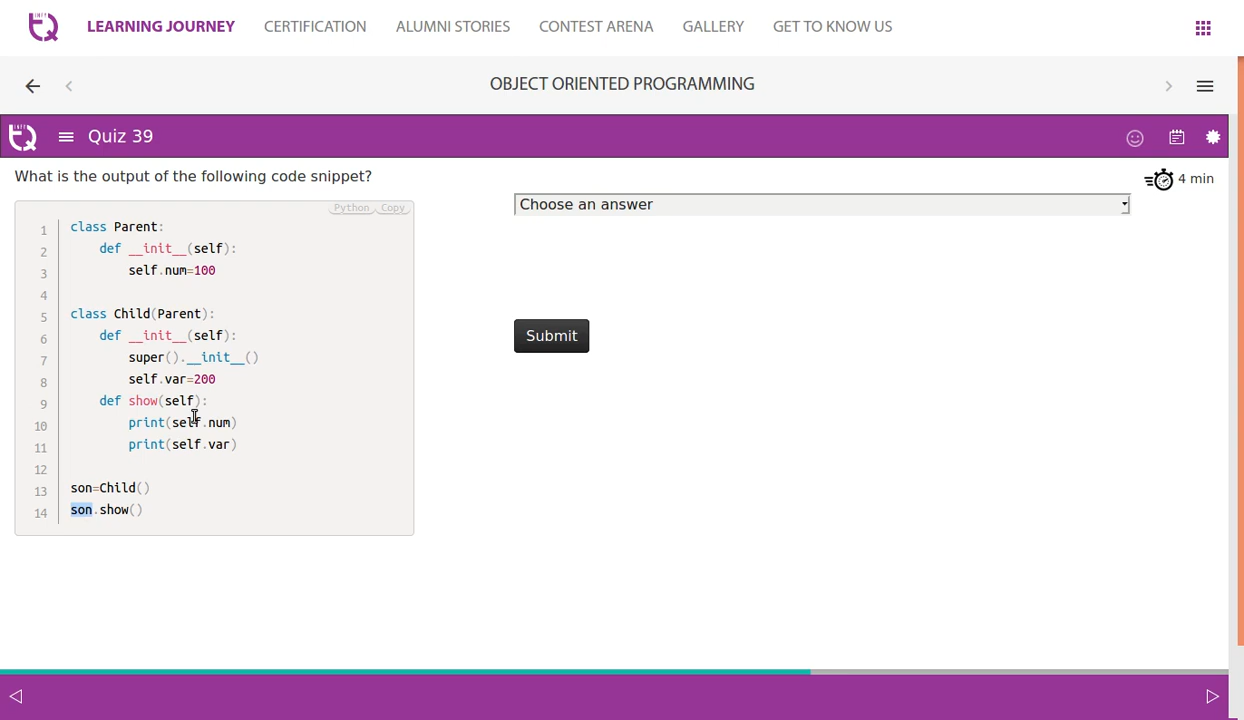 LEARNING JOURNEY CERTIFICATION ALUMNI STORIES CONTEST ARENA GALLERY GET TO KNOW US
OBJECT ORIENTED PROGRAMMING
Quiz 39
What is the output of the following code snippet?
4 min
Python Copy
1 class Parent:
2     def __init__(self):
3         self.num=100
4
5 class Child(Parent):
6     def __init__(self):
7         super().__init__()
8         self.var=200
9     def show(self):
10         print(self.num)
11         print(self.var)
12
13 son=Child()
14 son.show()
Choose an answer
Submit